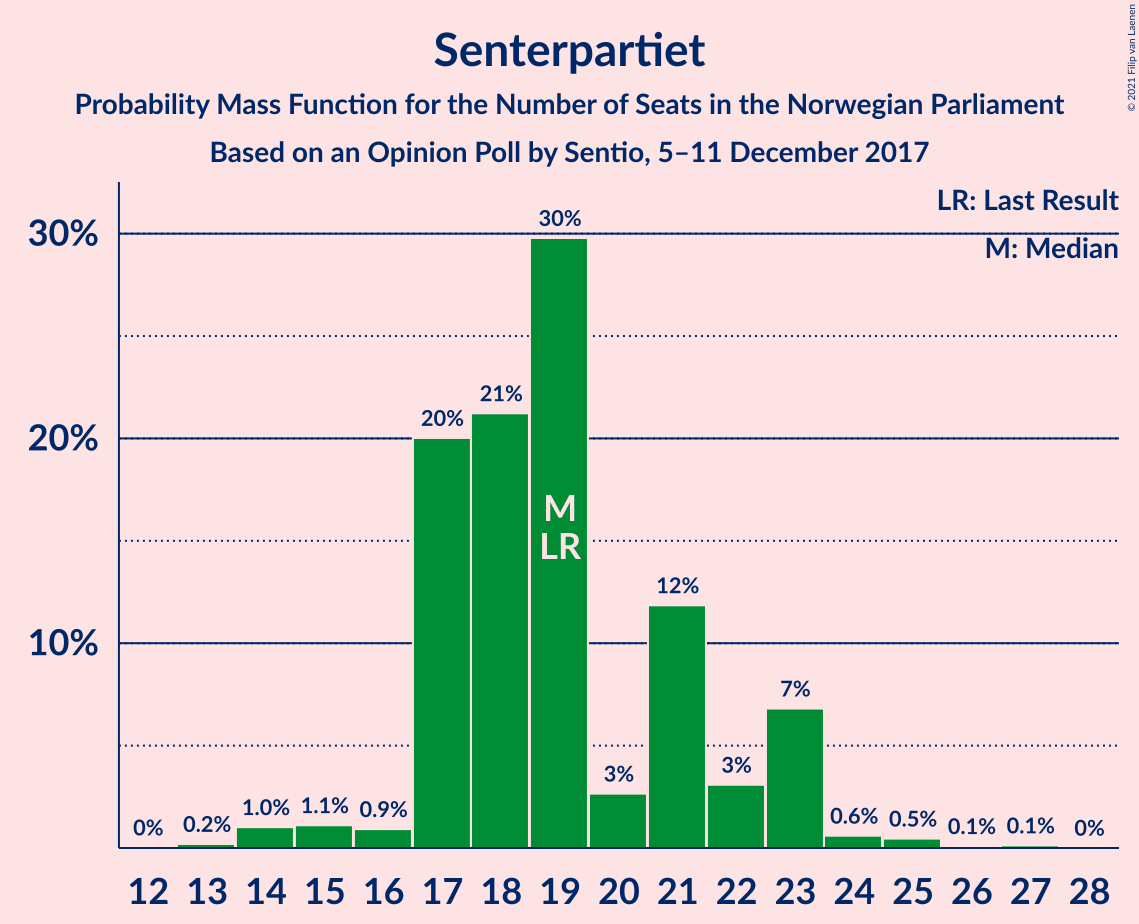 Senterpartiet
Probability Mass Function for the Number of Seats in the Norwegian Parliament
Based on an Opinion Poll by Sentio, 5–11 December 2017
© 2021 Filip van Laenen
LR: Last Result
M: Median
30%
20%
10%
0%
0.2%
1.0%
1.1%
0.9%
20%
21%
30%
3%
12%
3%
7%
0.6%
0.5%
0.1%
0.1%
0%
M
LR
12 13 14 15 16 17 18 19 20 21 22 23 24 25 26 27 28